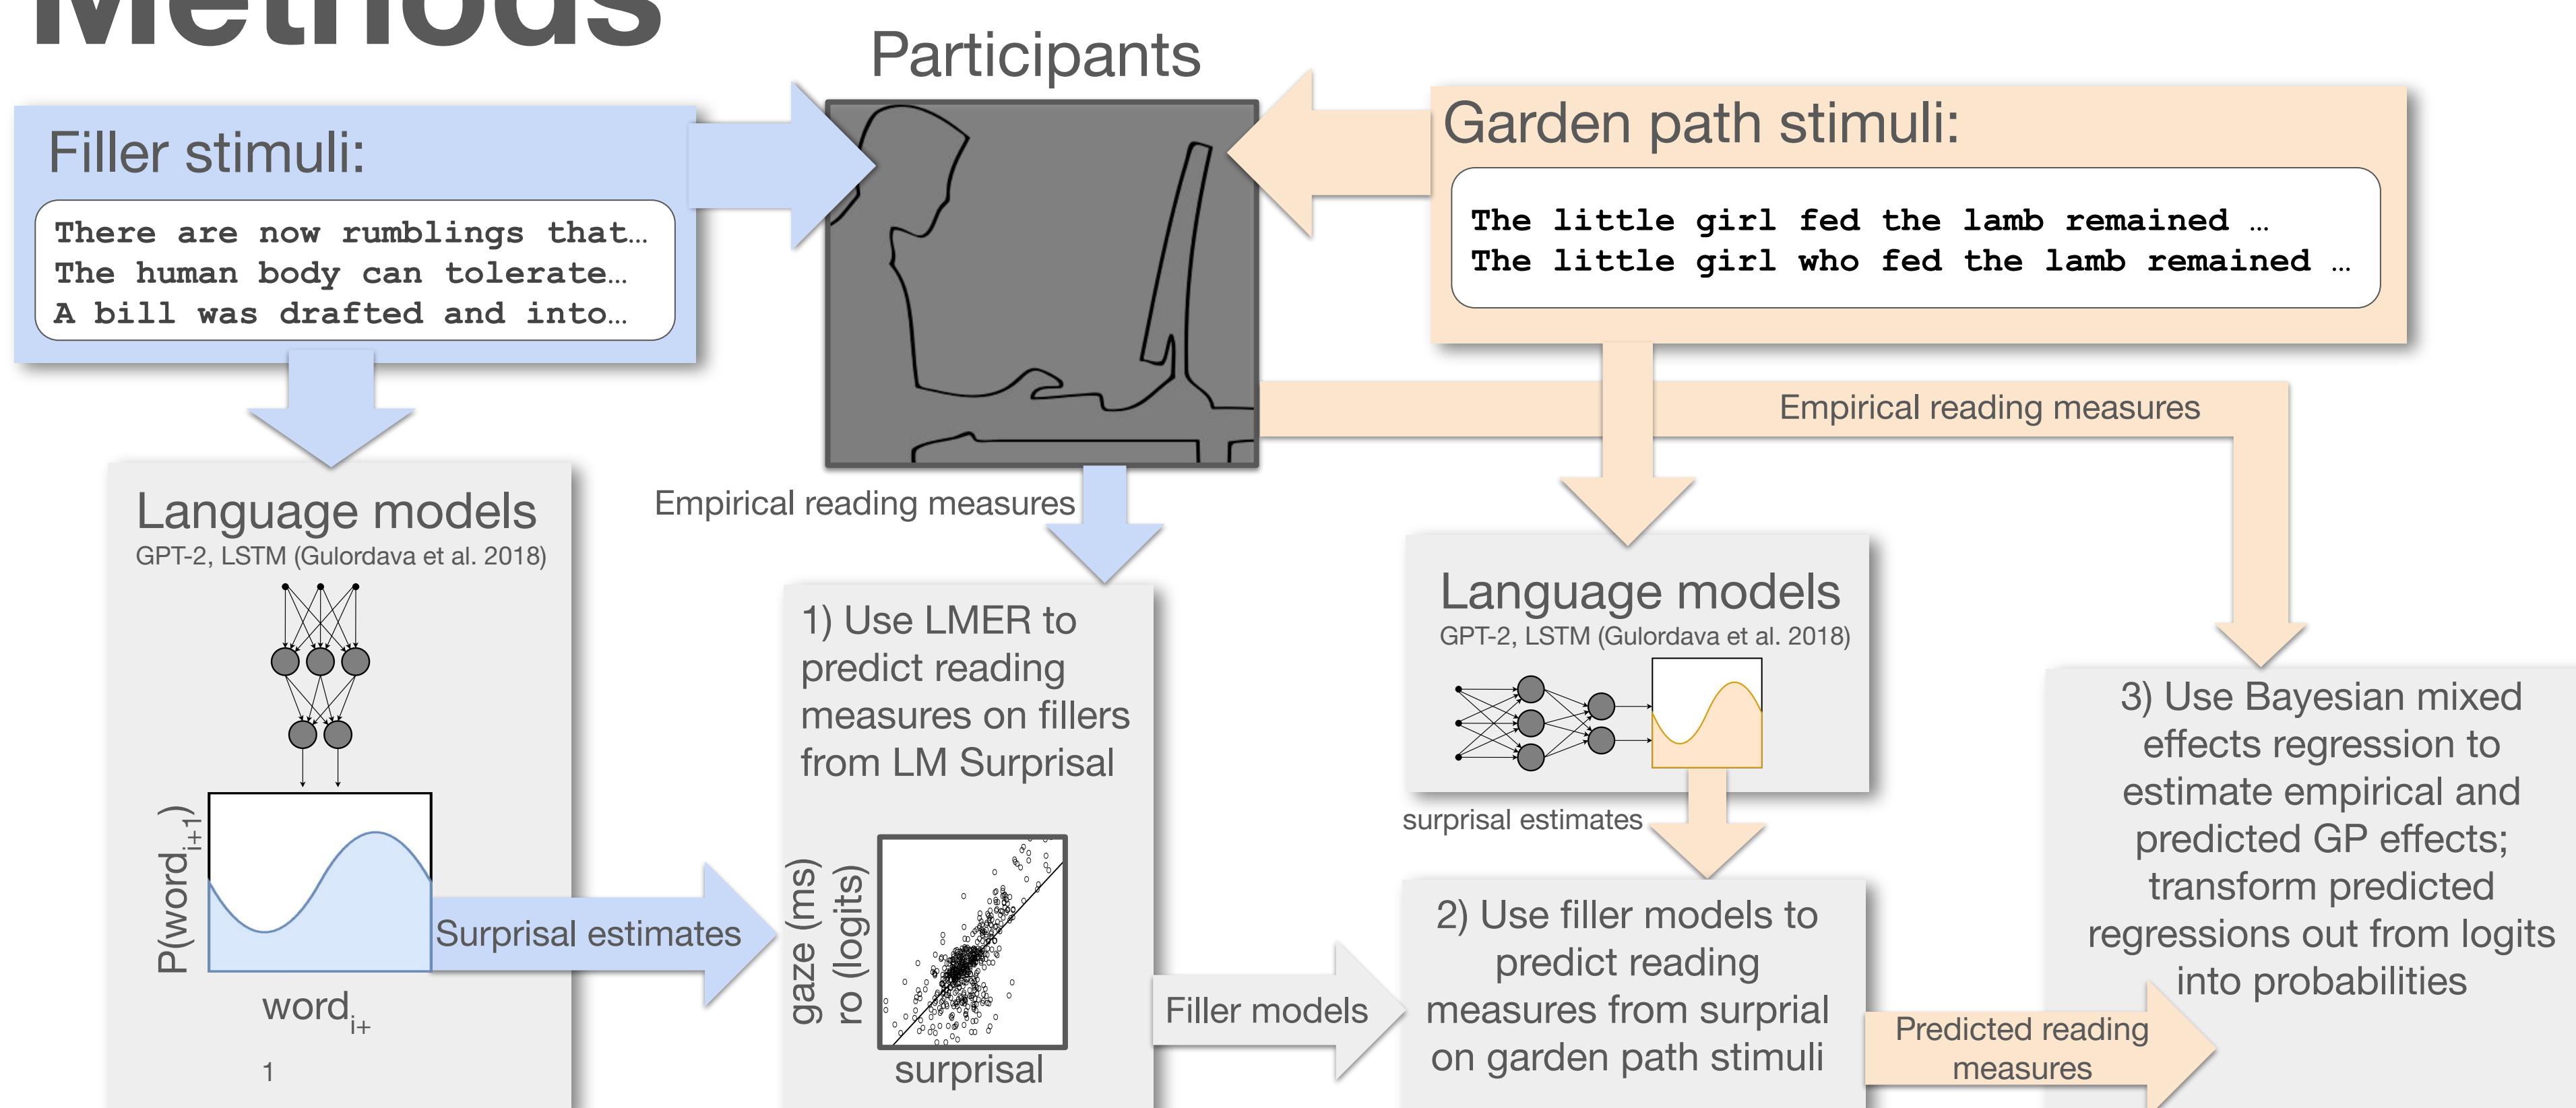 Methods
Participants
Filler stimuli:
There are now rumblings that…
The human body can tolerate…
A bill was drafted and into…
Garden path stimuli:
The little girl fed the lamb remained …
The little girl who fed the lamb remained …
Empirical reading measures
Language models
GPT-2, LSTM (Gulordava et al. 2018)
P(word_i+1)
word_i+
1
Surprisal estimates
Empirical reading measures
1) Use LMER to
predict reading
measures on fillers
from LM Surprisal
gaze (ms)
ro (logits)
surprisal
Filler models
Language models
GPT-2, LSTM (Gulordava et al. 2018)
surprisal estimates
2) Use filler models to
predict reading
measures from surprial
on garden path stimuli
Predicted reading
measures
3) Use Bayesian mixed
effects regression to
estimate empirical and
predicted GP effects;
transform predicted
regressions out from logits
into probabilities